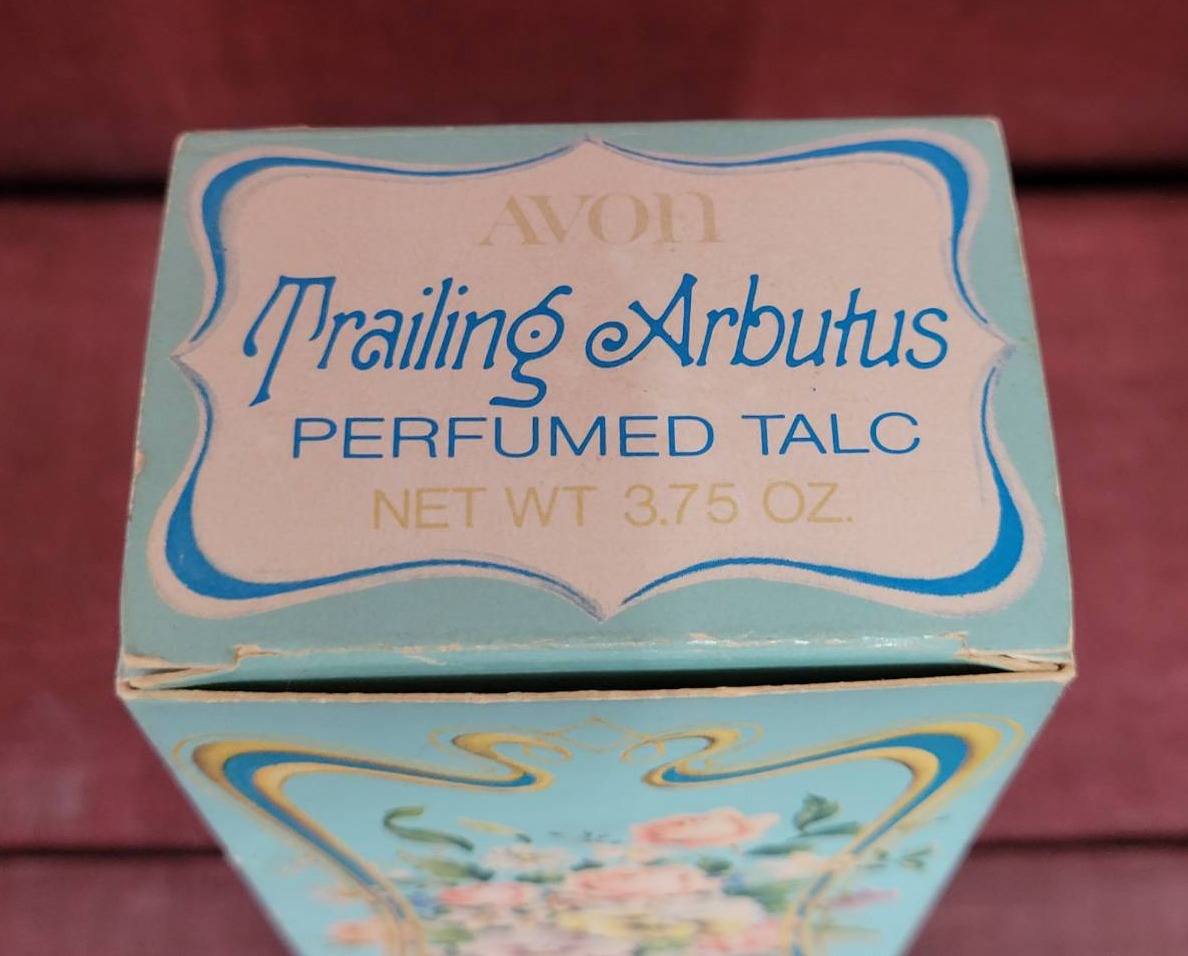 AVON
Trailing Arbutus
PERFUMED TALC
NET WT 3.75 OZ.